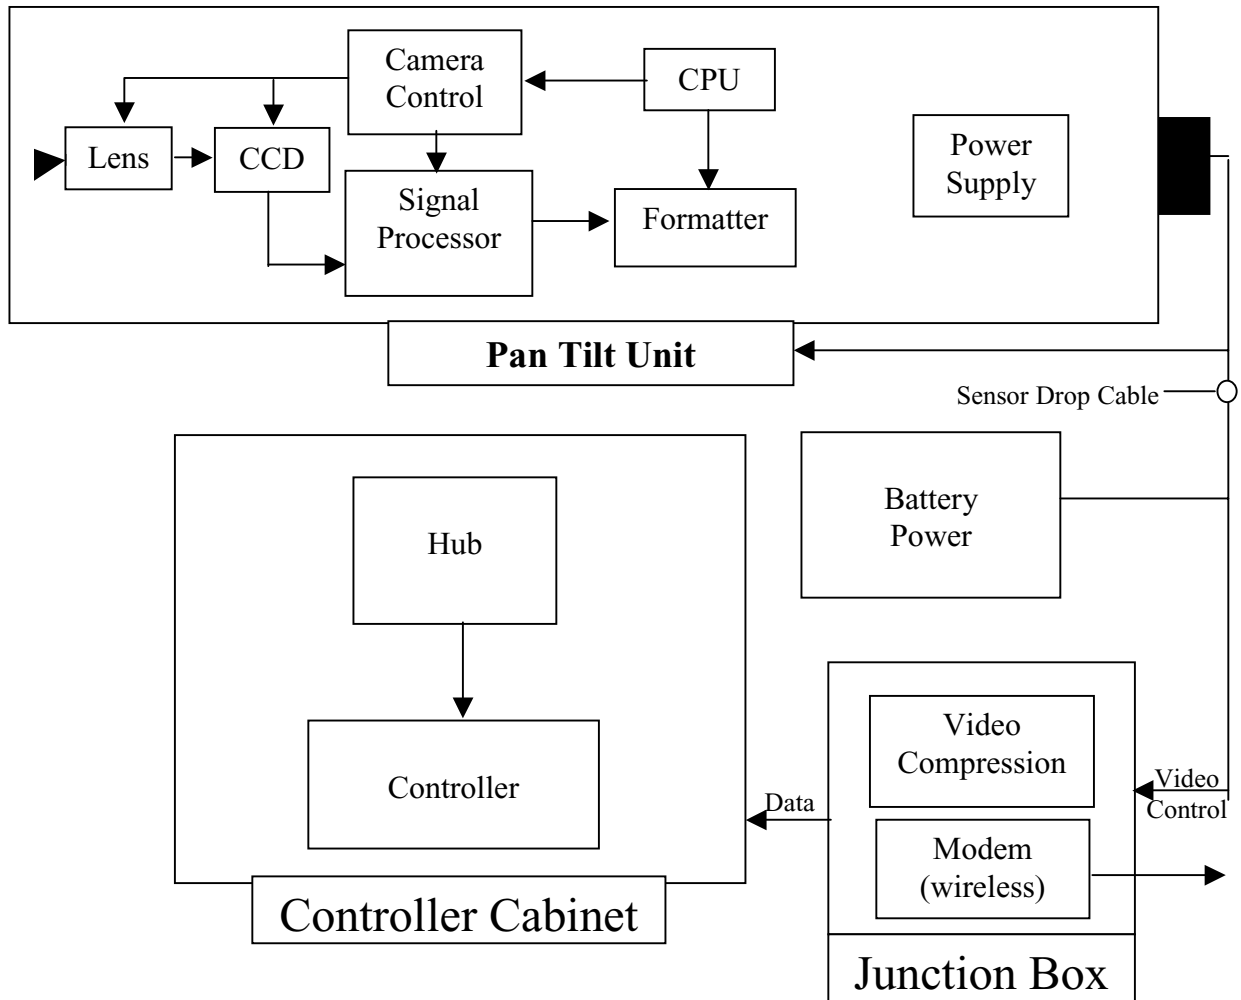 Camera
Control
CPU
Lens
CCD
Power
Supply
Signal
Processor
Formatter
Pan Tilt Unit
Sensor Drop Cable
Battery
Power
Hub
Controller
Controller Cabinet
Data
Video
Compression
Video
Control
Modem
(wireless)
Junction Box